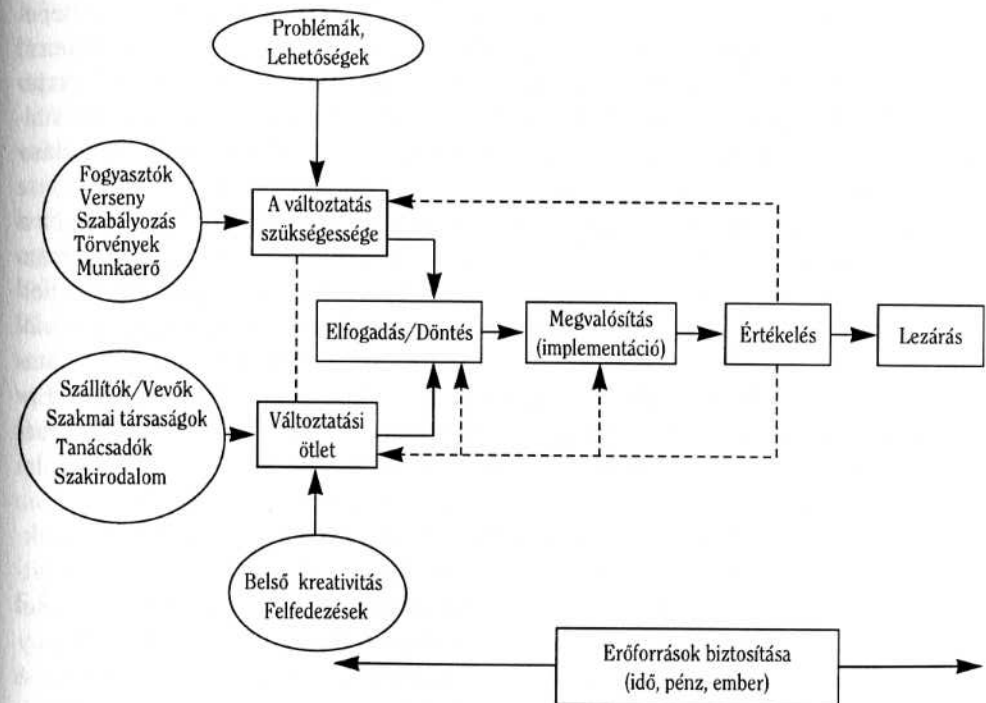 Problémák,
Lehetőségek
Fogyasztók
Verseny
Szabályozás
Törvények
Munkaerő
A változtatás
szükségessége
Elfogadás/Döntés
Megvalósítás
(implementáció)
Értékelés
Lezárás
Szállítók/Vevők
Szakmai társaságok
Tanácsadók
Szakirodalom
Változtatási
ötlet
Belső kreativitás
Felfedezések
Erőforrások biztosítása
(idő, pénz, ember)